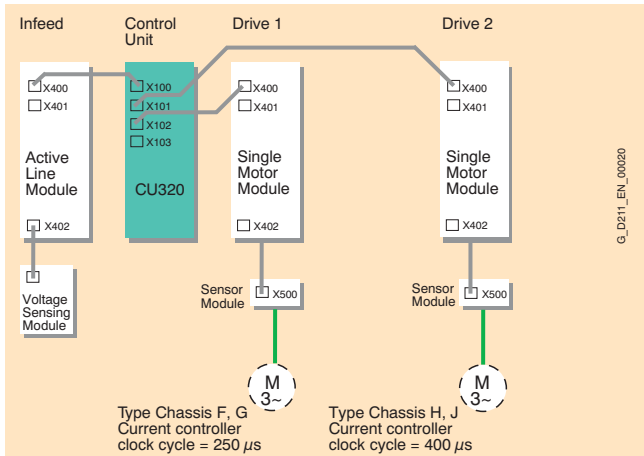 Infeed
Control
Unit
Drive 1
Drive 2
X400
X401
Active
Line
Module
X402
Voltage
Sensing
Module
X100
X101
X102
X103
CU320
X400
X401
Single
Motor
Module
X402
Sensor
Module
X500
M
3~
Type Chassis F, G
Current controller
clock cycle = 250 µs
X400
X401
Single
Motor
Module
X402
Sensor
Module
X500
M
3~
Type Chassis H, J
Current controller
clock cycle = 400 µs
G_D211_EN_00020